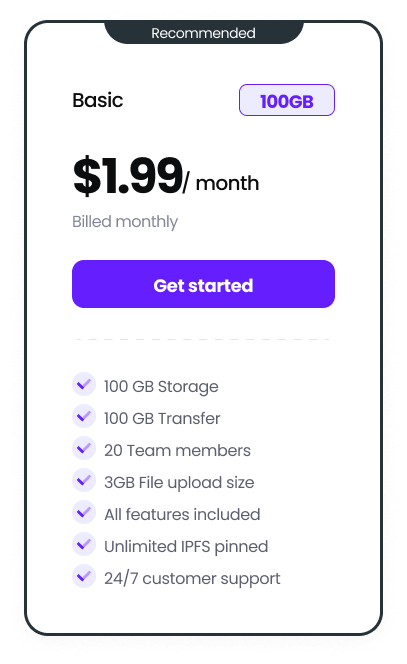 Recommended
Basic 100GB
$1.99/ month
Billed monthly
Get started
100 GB Storage
100 GB Transfer
20 Team members
3GB File upload size
All features included
Unlimited IPFS pinned
24/7 customer support